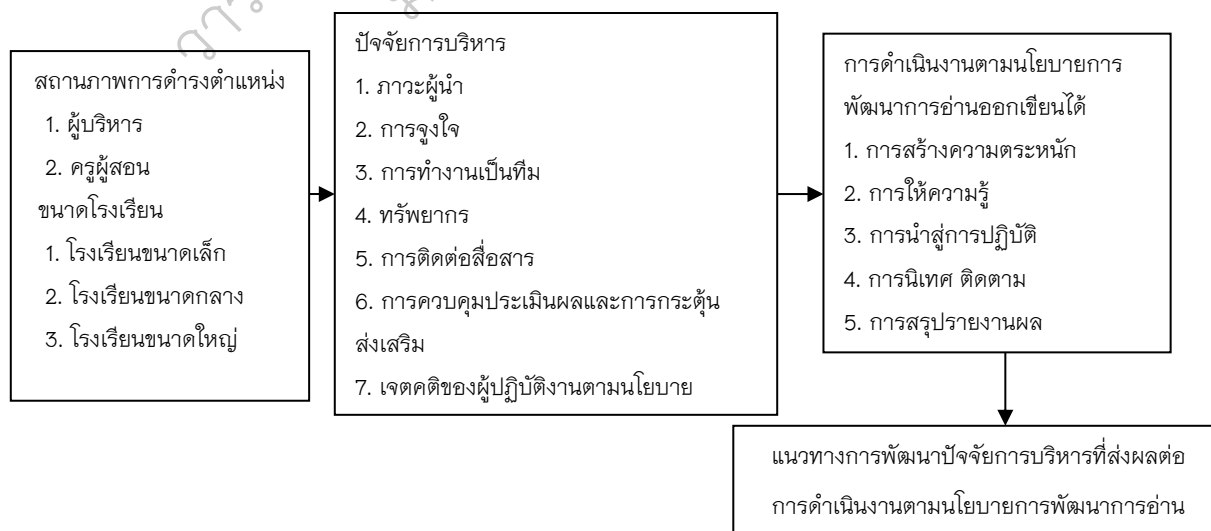 สถานภาพการดำรงตำแหน่ง
1. ผู้บริหาร
2. ครูผู้สอน
ขนาดโรงเรียน
1. โรงเรียนขนาดเล็ก
2. โรงเรียนขนาดกลาง
3. โรงเรียนขนาดใหญ่
ปัจจัยการบริหาร
1. ภาวะผู้นำ
2. การจูงใจ
3. การทำงานเป็นทีม
4. ทรัพยากร
5. การติดต่อสื่อสาร
6. การควบคุมประเมินผลและการกระตุ้น
ส่งเสริม
7. เจตคติของผู้ปฏิบัติงานตามนโยบาย
การดำเนินงานตามนโยบายการ
พัฒนาการอ่านออกเขียนได้
1. การสร้างความตระหนัก
2. การให้ความรู้
3. การนำสู่การปฏิบัติ
4. การนิเทศ ติดตาม
5. การสรุปรายงานผล
แนวทางการพัฒนาปัจจัยการบริหารที่ส่งผลต่อ
การดำเนินงานตามนโยบายการพัฒนาการอ่าน